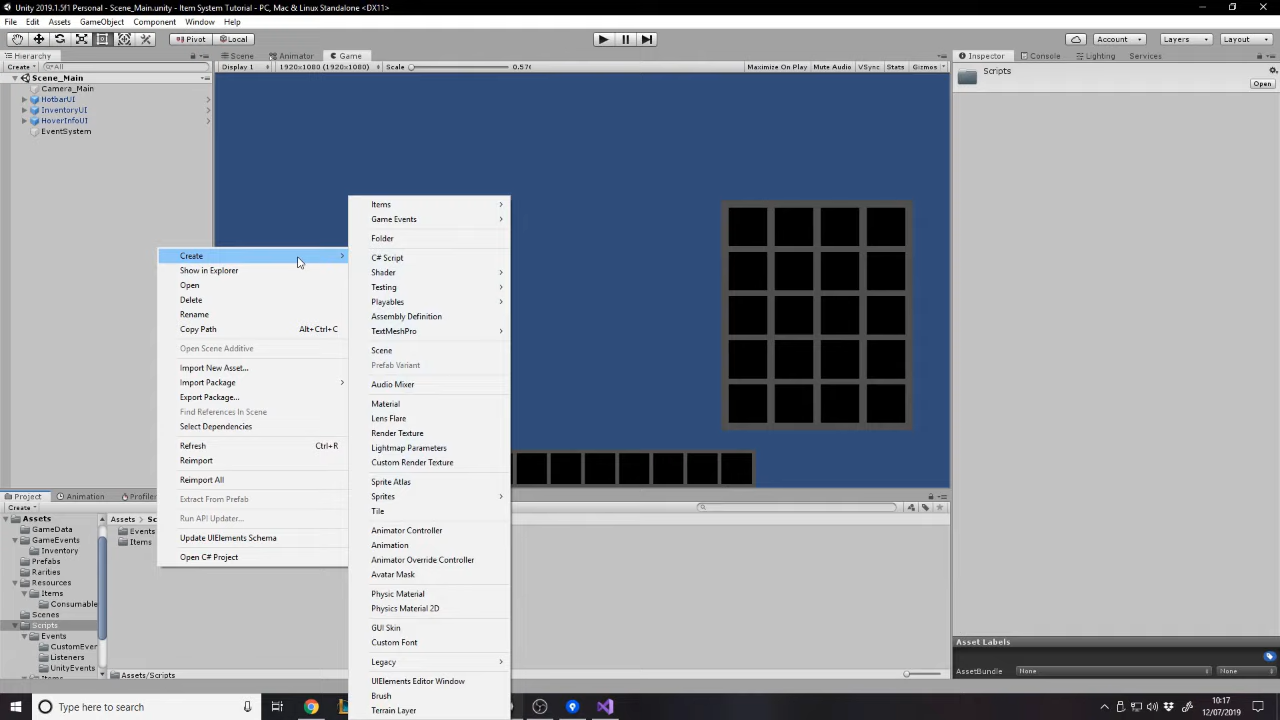 Unity 2019.1.5f1 Personal - Scene_Main.unity - Item System Tutorial - PC, Mac & Linux Standalone <DX11>
File Edit Assets GameObject Component Window Help
Pivot Local
Account Layers Layout
Hierarchy
Scene Animator Game
Inspector Console Lighting Services
Create All
Display 1 1920x1080 (1920x1080) Scale 0.576 Maximize On Play Mute Audio VSync Stats Gizmos
Scripts
Open
Scene_Main
Camera_Main
HotbarUI
InventoryUI
HoverInfoUI
EventSystem
Create
Show in Explorer
Open
Delete
Rename
Copy Path Alt+Ctrl+C
Open Scene Additive
Import New Asset...
Import Package
Export Package...
Find References In Scene
Select Dependencies
Refresh Ctrl+R
Reimport
Reimport All
Extract From Prefab
Run API Updater...
Update UIElements Schema
Open C# Project
Items
Game Events
Folder
C# Script
Shader
Testing
Playables
Assembly Definition
TextMeshPro
Scene
Prefab Variant
Audio Mixer
Material
Lens Flare
Render Texture
Lightmap Parameters
Custom Render Texture
Sprite Atlas
Sprites
Tile
Animator Controller
Animation
Animator Override Controller
Avatar Mask
Physic Material
Physics Material 2D
GUI Skin
Custom Font
Legacy
UIElements Editor Window
Brush
Terrain Layer
Project Animation Profiler
Create
Assets
GameData
GameEvents
Inventory
Prefabs
Rarities
Resources
Items
Consumable
Scenes
Scripts
Events
CustomEver
Listeners
UnityEvents
Items
Assets Sc
Events
Items
Assets/Scripts
Asset Labels
AssetBundle None None
Type here to search
10:17
12/07/2019